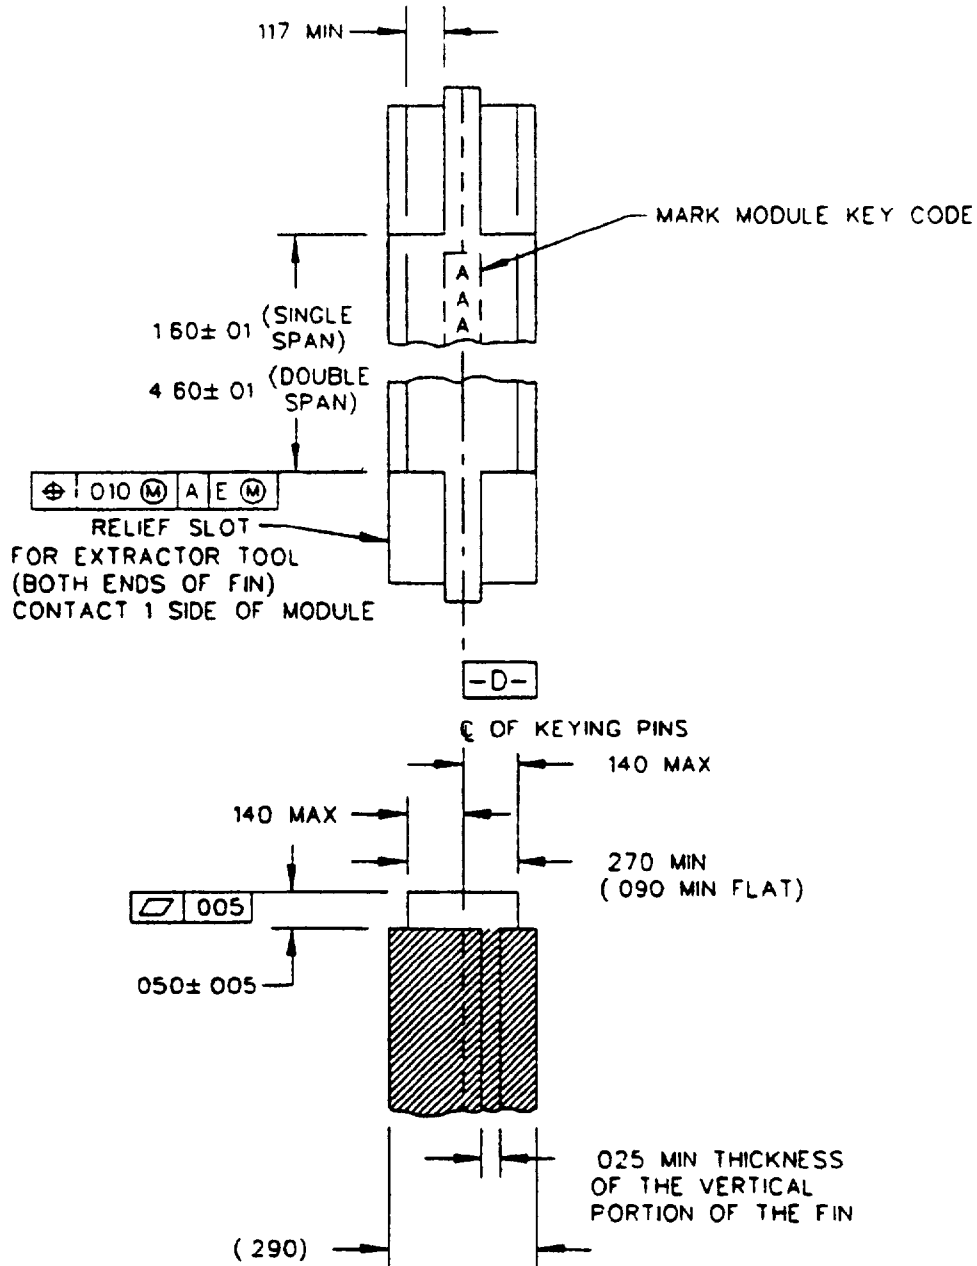 117 MIN
MARK MODULE KEY CODE
A
A
A
1 60± 01 (SINGLE
SPAN)
4 60± 01 (DOUBLE
SPAN)
⌖ 010 Ⓜ A E Ⓜ
RELIEF SLOT
FOR EXTRACTOR TOOL
(BOTH ENDS OF FIN)
CONTACT 1 SIDE OF MODULE
-D-
℄ OF KEYING PINS
140 MAX
140 MAX
270 MIN
( 090 MIN FLAT)
⏥ 005
050± 005
025 MIN THICKNESS
OF THE VERTICAL
PORTION OF THE FIN
( 290)